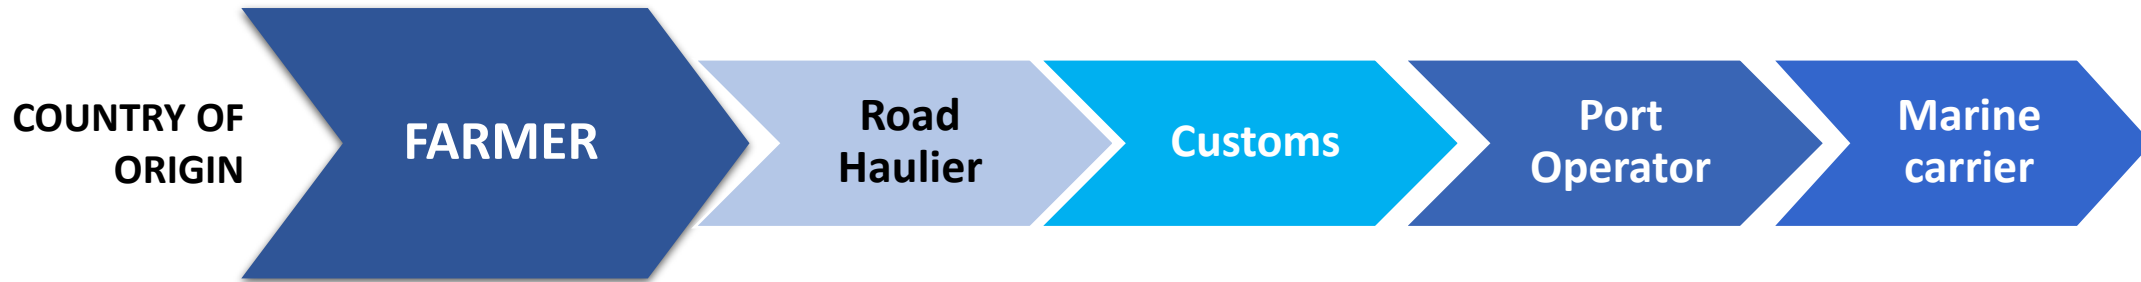 COUNTRY OF
ORIGIN
FARMER
Road
Haulier
Customs
Port
Operator
Marine
carrier